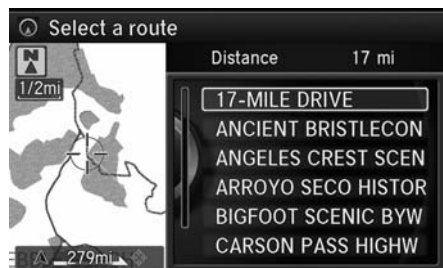 Select a route
N
1/2mi
Distance 17 mi
17-MILE DRIVE
ANCIENT BRISTLECON
ANGELES CREST SCEN
ARROYO SECO HISTOR
BIGFOOT SCENIC BYW
CARSON PASS HIGHW
279mi